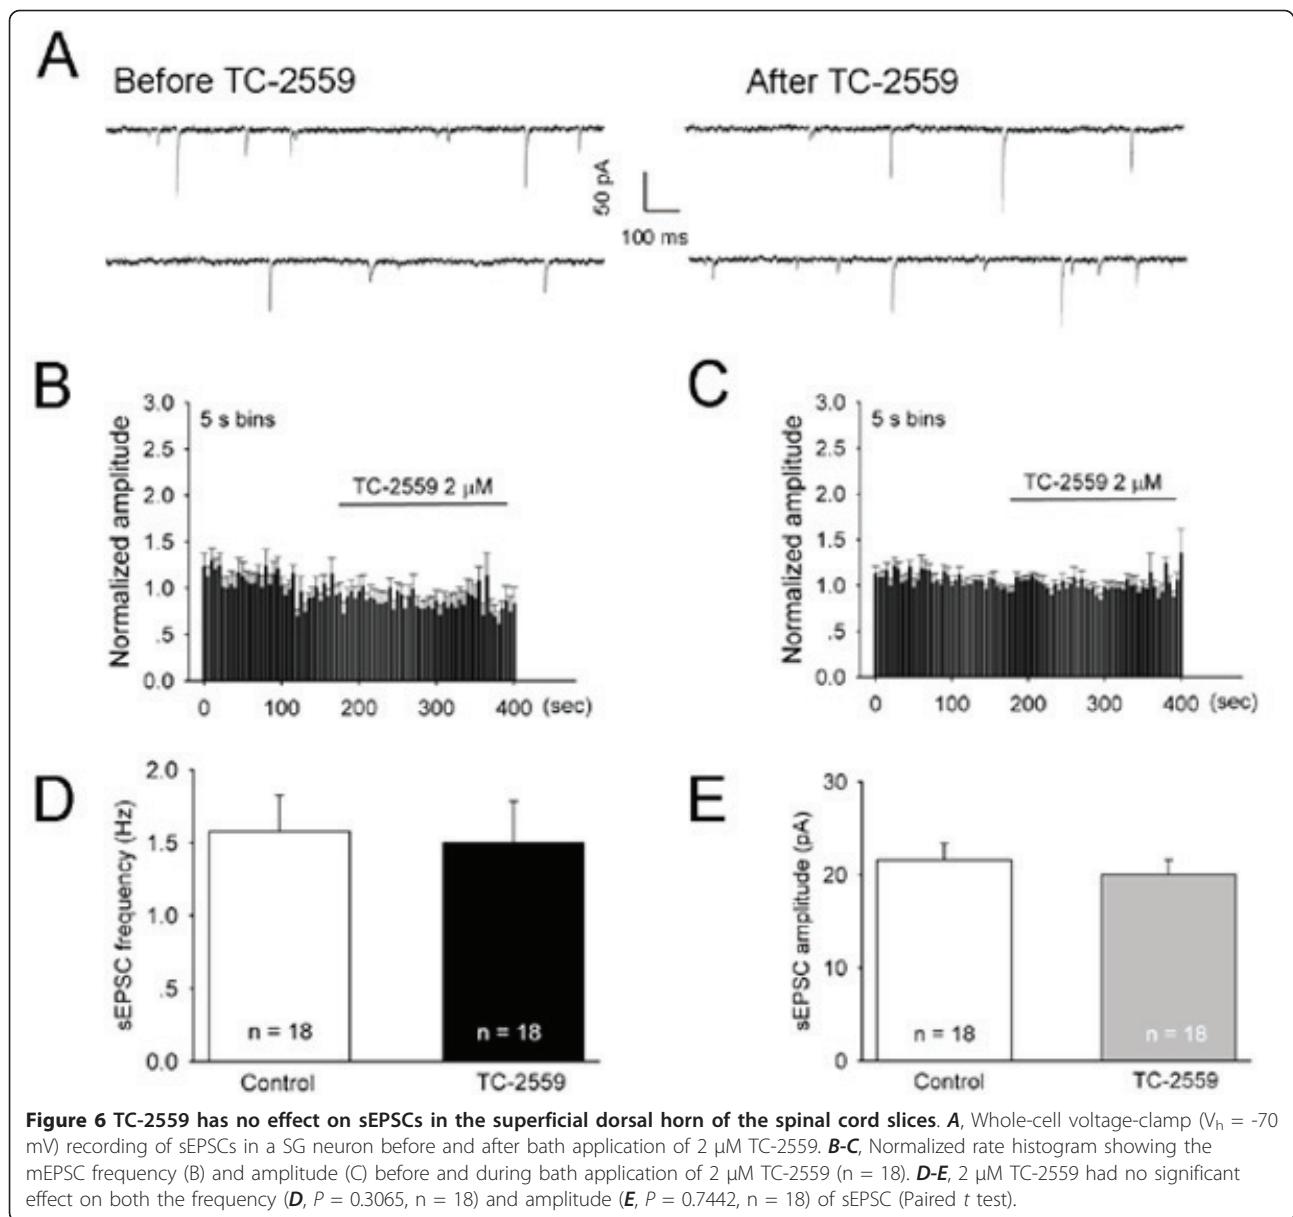 A
Before TC-2559
After TC-2559
50 pA
100 ms
B
Normalized amplitude
3.0
2.5
2.0
1.5
1.0
.5
0.0
5 s bins
TC-2559 2 µM
0 100 200 300 400 (sec)
C
Normalized amplitude
3.0
2.5
2.0
1.5
1.0
.5
0.0
5 s bins
TC-2559 2 µM
0 100 200 300 400 (sec)
D
sEPSC frequency (Hz)
2.0
1.5
1.0
.5
0.0
n = 18
n = 18
Control
TC-2559
E
sEPSC amplitude (pA)
30
20
10
0
n = 18
n = 18
Control
TC-2559
Figure 6 TC-2559 has no effect on sEPSCs in the superficial dorsal horn of the spinal cord slices. A, Whole-cell voltage-clamp (Vh = -70
mV) recording of sEPSCs in a SG neuron before and after bath application of 2 µM TC-2559. B-C, Normalized rate histogram showing the
mEPSC frequency (B) and amplitude (C) before and during bath application of 2 µM TC-2559 (n = 18). D-E, 2 µM TC-2559 had no significant
effect on both the frequency (D, P = 0.3065, n = 18) and amplitude (E, P = 0.7442, n = 18) of sEPSC (Paired t test).